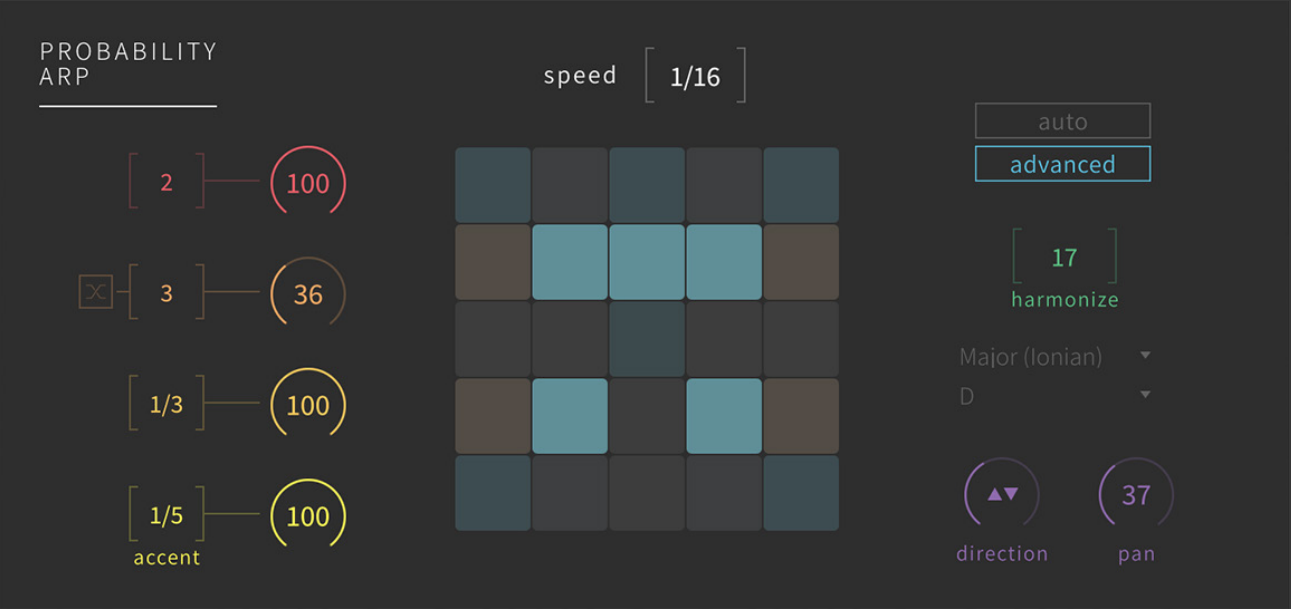 PROBABILITY
ARP
speed 1/16
auto
advanced
2 100
3 36
1/3 100
1/5 100
accent
17
harmonize
Major (Ionian)
D
37
direction pan